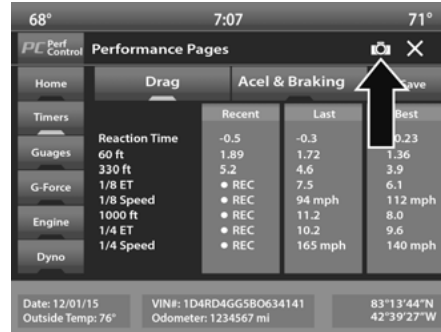 68° 7:07 71°
PC Perf Control Performance Pages
Home Drag Acel & Braking ave
Timers Recent Last Best
Reaction Time -0.5 -0.3 0.23
60 ft 1.89 1.72 1.36
Guages 330 ft 5.2 4.6 3.9
1/8 ET REC 7.5 6.1
G-Force 1/8 Speed REC 94 mph 112 mph
1000 ft REC 11.2 8.0
Engine 1/4 ET REC 10.2 9.6
1/4 Speed REC 165 mph 140 mph
Dyno
Date: 12/01/15 VIN#: 1D4RD4GG5BO634141 83°13'44"N
Outside Temp: 76° Odometer: 1234567 mi 42°39'27"W